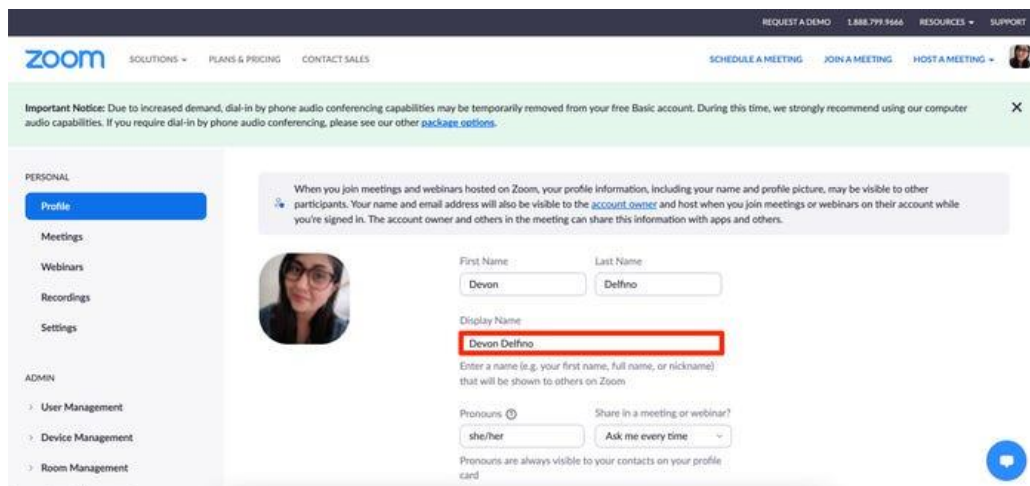 REQUEST A DEMO 1.888.799.9666 RESOURCES SUPPORT
zoom SOLUTIONS PLANS & PRICING CONTACT SALES SCHEDULE A MEETING JOIN A MEETING HOST A MEETING
Important Notice: Due to increased demand, dial-in by phone audio conferencing capabilities may be temporarily removed from your free Basic account. During this time, we strongly recommend using our computer
audio capabilities. If you require dial-in by phone audio conferencing, please see our other package options.
PERSONAL
Profile
Meetings
Webinars
Recordings
Settings
ADMIN
User Management
Device Management
Room Management
When you join meetings and webinars hosted on Zoom, your profile information, including your name and profile picture, may be visible to other
participants. Your name and email address will also be visible to the account owner and host when you join meetings or webinars on their account while
you're signed in. The account owner and others in the meeting can share this information with apps and others.
First Name Last Name
Devon Delfino
Display Name
Devon Delfino
Enter a name (e.g. your first name, full name, or nickname)
that will be shown to others on Zoom
Pronouns Share in a meeting or webinar?
she/her Ask me every time
Pronouns are always visible to your contacts on your profile
card